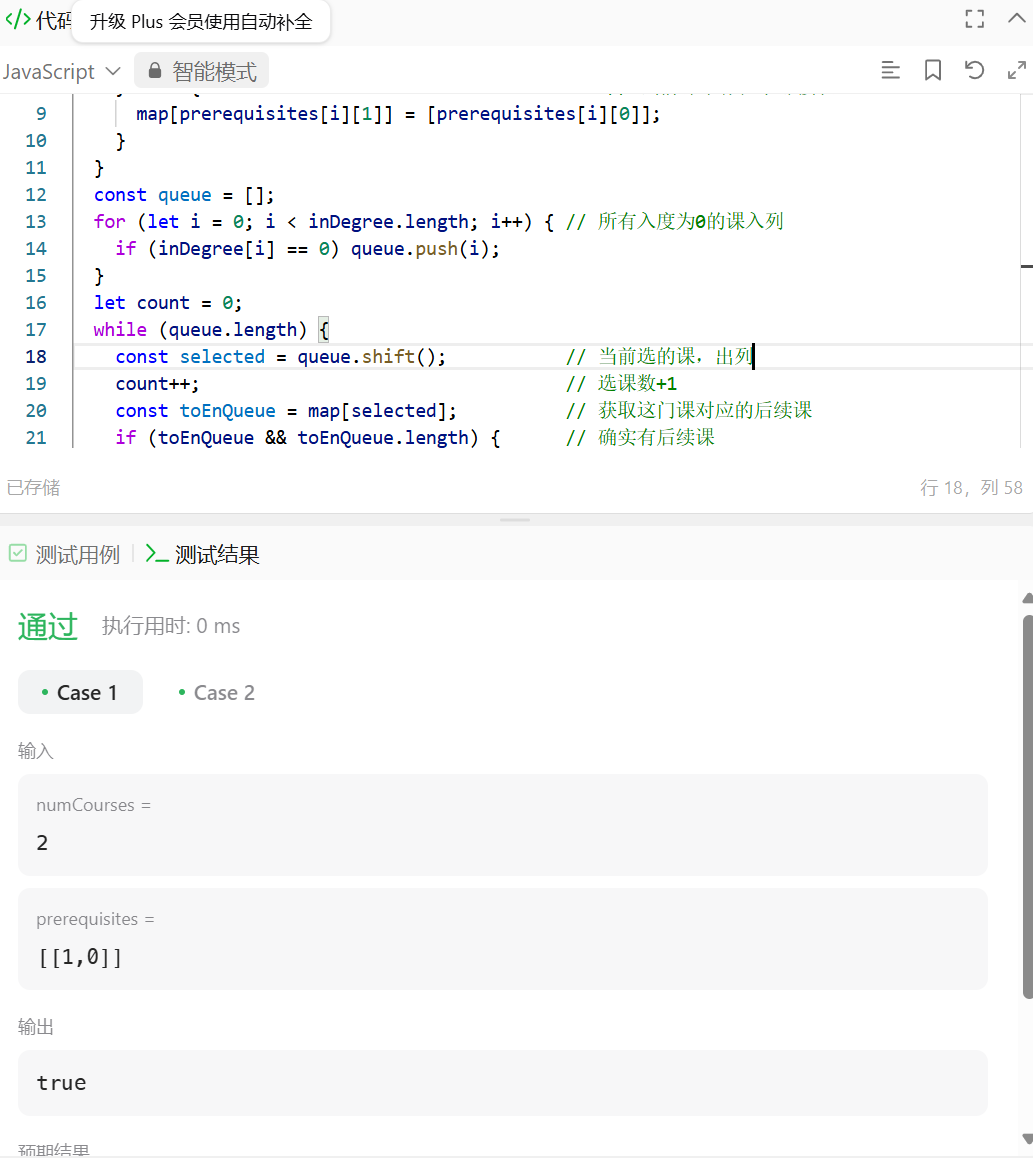 </> 代码
升级 Plus 会员使用自动补全
JavaScript 智能模式
9 map[prerequisites[i][1]] = [prerequisites[i][0]];
10 }
11 }
12 const queue = [];
13 for (let i = 0; i < inDegree.length; i++) { // 所有入度为0的课入列
14 if (inDegree[i] == 0) queue.push(i);
15 }
16 let count = 0;
17 while (queue.length) {
18 const selected = queue.shift(); // 当前选的课，出列
19 count++; // 选课数+1
20 const toEnQueue = map[selected]; // 获取这门课对应的后续课
21 if (toEnQueue && toEnQueue.length) { // 确实有后续课
已存储 行 18，列 58
测试用例 >_ 测试结果
通过 执行用时: 0 ms
• Case 1 • Case 2
输入
numCourses =
2
prerequisites =
[[1,0]]
输出
true
预期结果